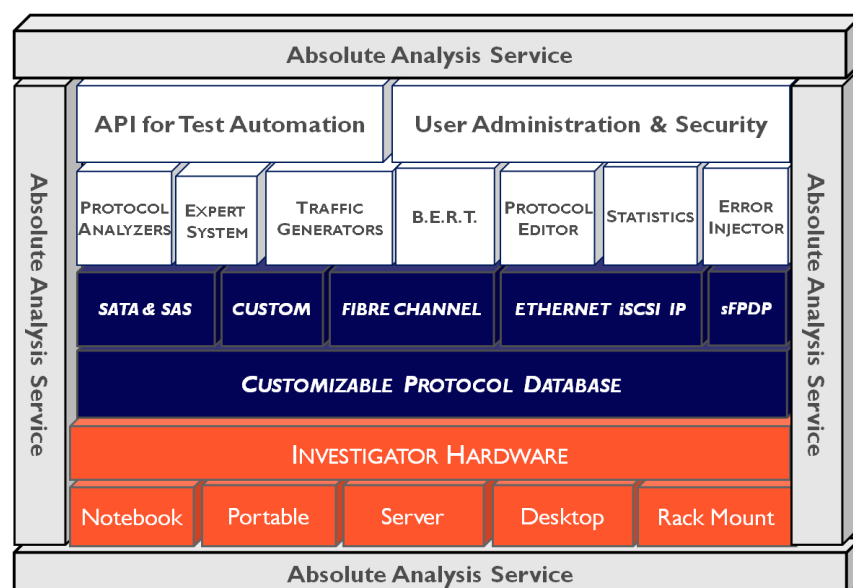 Absolute Analysis Service
Absolute Analysis Service
Absolute Analysis Service
API for Test Automation
User Administration & Security
PROTOCOL
ANALYZERS
EXPERT
SYSTEM
TRAFFIC
GENERATORS
B.E.R.T.
PROTOCOL
EDITOR
STATISTICS
ERROR
INJECTOR
SATA & SAS
CUSTOM
FIBRE CHANNEL
ETHERNET iSCSI IP
sFPDP
CUSTOMIZABLE PROTOCOL DATABASE
INVESTIGATOR HARDWARE
Notebook
Portable
Server
Desktop
Rack Mount
Absolute Analysis Service